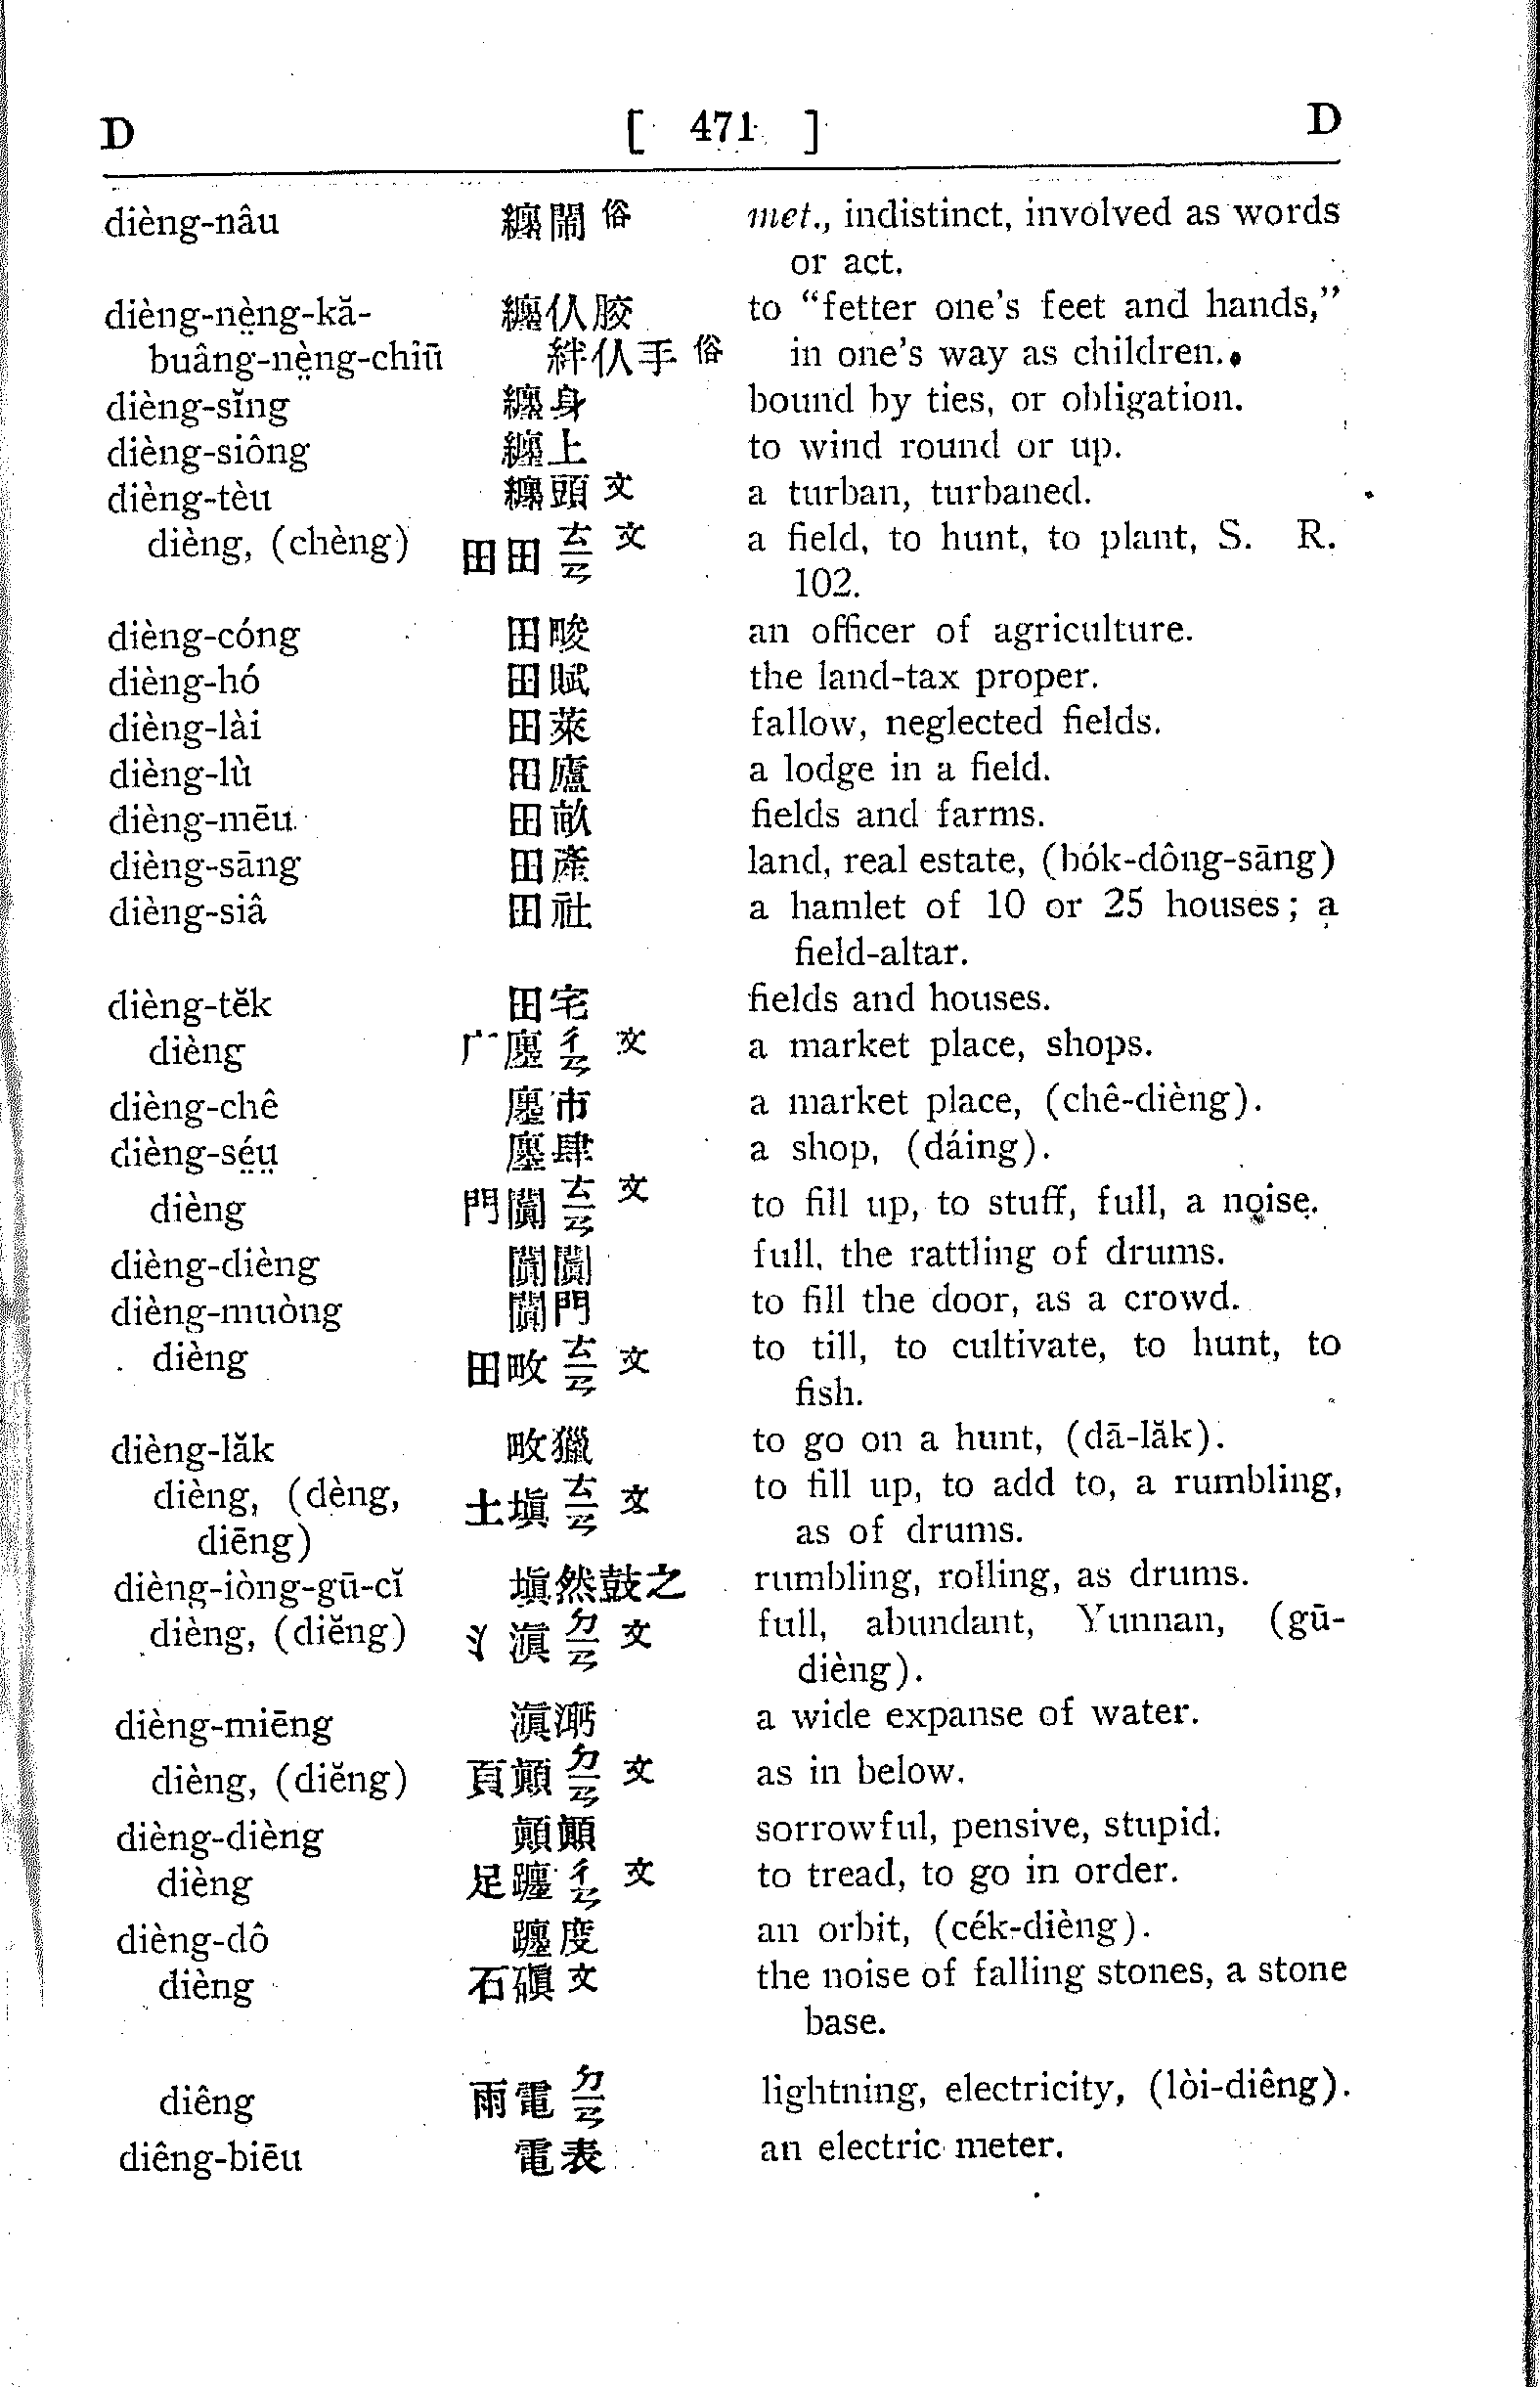 D [ 471 ] D
dièng-nâu 纏鬧 俗 met., indistinct, involved as words
or act.
dièng-nè̤ng-kă- 纏仈骹 to “fetter one’s feet and hands,”
buâng-nè̤ng-chiū 絆仈手 俗 in one’s way as children.
dièng-sĭng 纏身 bound by ties, or obligation.
dièng-siông 纏上 to wind round or up.
dièng-tèu 纏頭 文 a turban, turbaned.
dièng, (chèng) 田田 ㄊㄧㄢ 文 a field, to hunt, to plant, S. R.
102.
dièng-cóng 田畯 an officer of agriculture.
dièng-hó 田賦 the land-tax proper.
dièng-lài 田萊 fallow, neglected fields.
dièng-lù 田廬 a lodge in a field.
dièng-mēu 田畝 fields and farms.
dièng-sāng 田產 land, real estate, (bók-dông-sāng)
dièng-siâ 田社 a hamlet of 10 or 25 houses; a
field-altar.
dièng-tĕk 田宅 fields and houses.
dièng 广廛 ㄔㄢ 文 a market place, shops.
dièng-chê 廛市 a market place, (chê-dièng).
dièng-sé̤ṳ 廛肆 a shop, (dáing).
dièng 門闐 ㄊㄧㄢ 文 to fill up, to stuff, full, a noise.
dièng-dièng 闐闐 full, the rattling of drums.
dièng-muòng 闐門 to fill the door, as a crowd.
dièng 田畋 ㄊㄧㄢ 文 to till, to cultivate, to hunt, to
fish.
dièng-lăk 畋獵 to go on a hunt, (dā-lăk).
dièng, (dèng, 土塡 ㄊㄧㄢ 文 to fill up, to add to, a rumbling,
diēng) as of drums.
dièng-iòng-gū-cĭ 塡然鼓之 rumbling, rolling, as drums.
dièng, (diĕng) 氵滇 ㄉㄧㄢ 文 full, abundant, Yunnan, (gū-
dièng).
dièng-miēng 滇沔 a wide expanse of water.
dièng, (diĕng) 頁顚 ㄉㄧㄢ 文 as in below.
dièng-dièng 顚顚 sorrowful, pensive, stupid.
dièng 足躔 ㄔㄢ 文 to tread, to go in order.
dièng-dô 躔度 an orbit, (cék-dièng).
dièng 石磌 文 the noise of falling stones, a stone
base.
diêng 雨電 ㄉㄧㄢ lightning, electricity, (lòi-diêng).
diêng-biēu 電表 an electric meter.